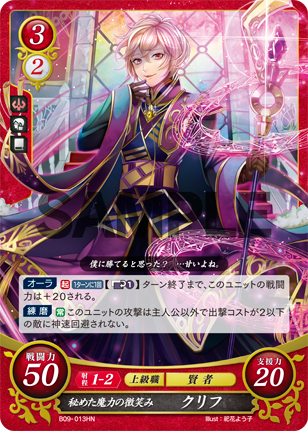 3
2
SAMPLE
僕に勝てると思った？…甘いよね。
オーラ 起 1ターンに1回 【1】ターン終了まで、このユニットの戦闘
力は＋20される。
練磨 常 このユニットの攻撃は主人公以外で出撃コストが2以下
の敵に神速回避されない。
戦闘力 50 射程 1-2 上級職 賢者 支援力 20
秘めた魔力の微笑み クリフ
B09-013HN Illust：紀花よう子